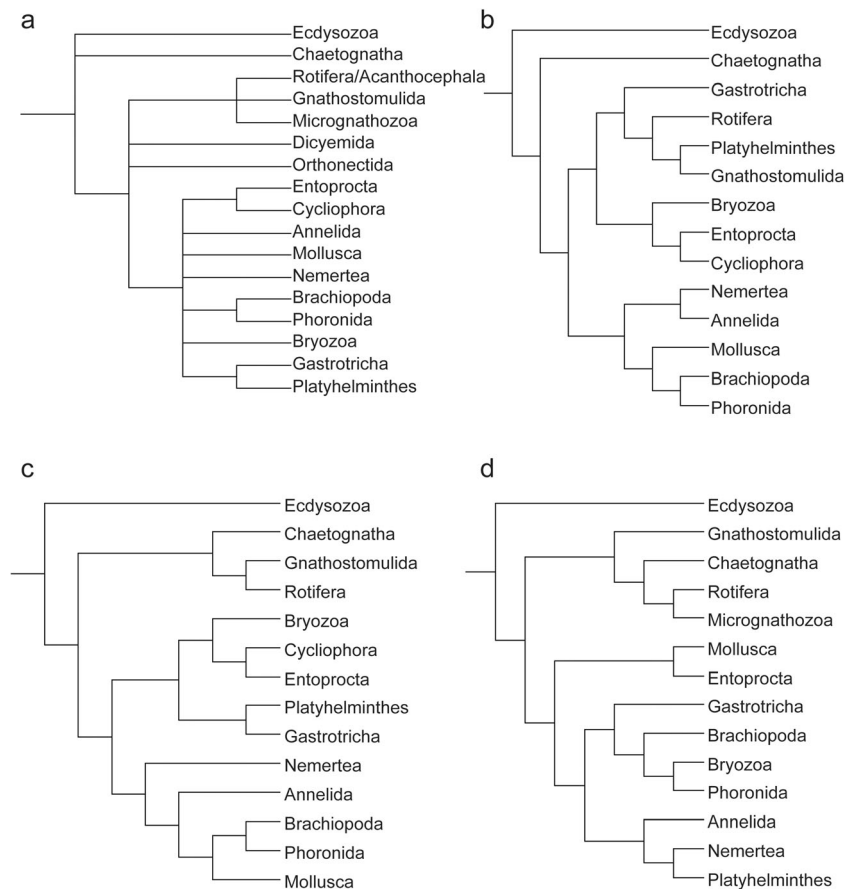 a
Ecdysozoa
Chaetognatha
Rotifera/Acanthocephala
Gnathostomulida
Micrognathozoa
Dicyemida
Orthonectida
Entoprocta
Cycliophora
Annelida
Mollusca
Nemertea
Brachiopoda
Phoronida
Bryozoa
Gastrotricha
Platyhelminthes
b
Ecdysozoa
Chaetognatha
Gastrotricha
Rotifera
Platyhelminthes
Gnathostomulida
Bryozoa
Entoprocta
Cycliophora
Nemertea
Annelida
Mollusca
Brachiopoda
Phoronida
c
Ecdysozoa
Chaetognatha
Gnathostomulida
Rotifera
Bryozoa
Cycliophora
Entoprocta
Platyhelminthes
Gastrotricha
Nemertea
Annelida
Brachiopoda
Phoronida
Mollusca
d
Ecdysozoa
Gnathostomulida
Chaetognatha
Rotifera
Micrognathozoa
Mollusca
Entoprocta
Gastrotricha
Brachiopoda
Bryozoa
Phoronida
Annelida
Nemertea
Platyhelminthes